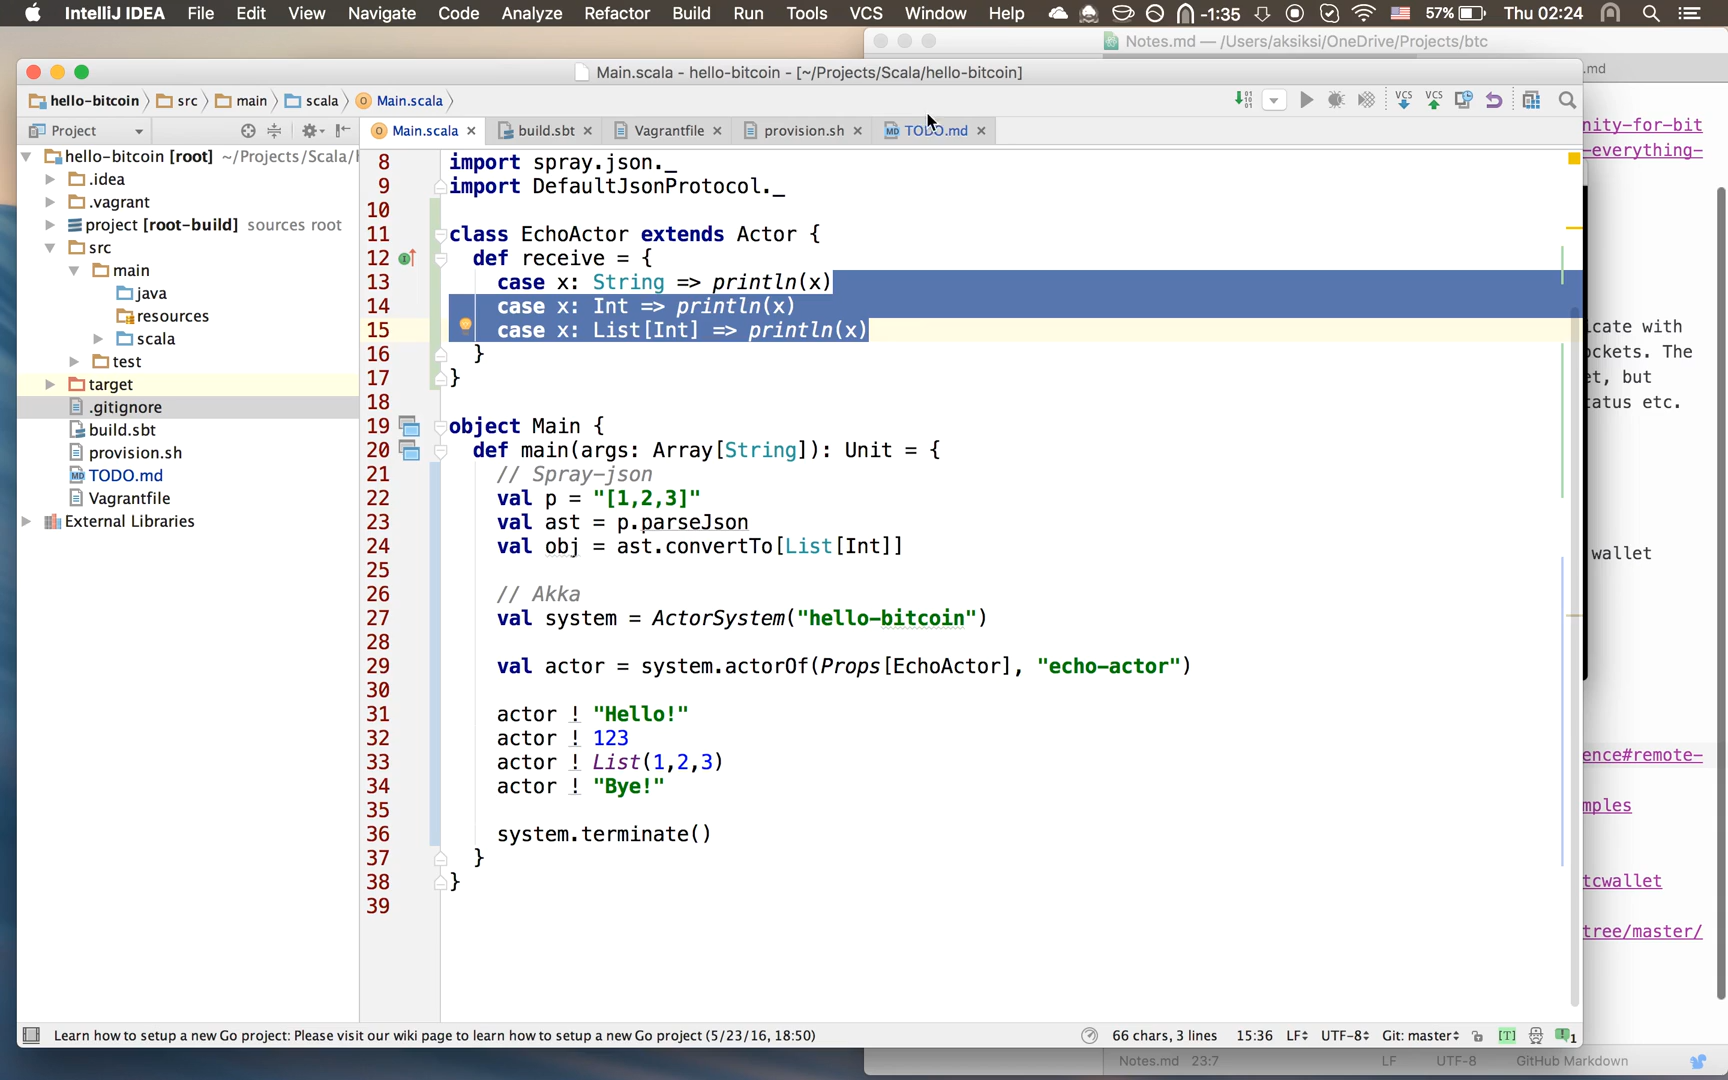 IntelliJ IDEA File Edit View Navigate Code Analyze Refactor Build Run Tools VCS Window Help -1:35 57% Thu 02:24
Notes.md — /Users/aksiksi/OneDrive/Projects/btc
Main.scala - hello-bitcoin - [~/Projects/Scala/hello-bitcoin]
.md
hello-bitcoin src main scala Main.scala
VCS VCS
Project
Main.scala build.sbt Vagrantfile provision.sh TODO.md
nity-for-bit
-everything-
hello-bitcoin [root] ~/Projects/Scala/
.idea
.vagrant
project [root-build] sources root
src
main
java
resources
scala
test
target
.gitignore
build.sbt
provision.sh
TODO.md
Vagrantfile
External Libraries
8 import spray.json._
9 import DefaultJsonProtocol._
10
11 class EchoActor extends Actor {
12 def receive = {
13 case x: String => println(x)
14 case x: Int => println(x)
15 case x: List[Int] => println(x)
16 }
17 }
18
19 object Main {
20 def main(args: Array[String]): Unit = {
21 // Spray-json
22 val p = "[1,2,3]"
23 val ast = p.parseJson
24 val obj = ast.convertTo[List[Int]]
25
26 // Akka
27 val system = ActorSystem("hello-bitcoin")
28
29 val actor = system.actorOf(Props[EchoActor], "echo-actor")
30
31 actor ! "Hello!"
32 actor ! 123
33 actor ! List(1,2,3)
34 actor ! "Bye!"
35
36 system.terminate()
37 }
38 }
39
icate with
ockets. The
et, but
tatus etc.
wallet
ence#remote-
mples
tcwallet
tree/master/
Learn how to setup a new Go project: Please visit our wiki page to learn how to setup a new Go project (5/23/16, 18:50) 66 chars, 3 lines 15:36 LF UTF-8 Git: master [T] 1
Notes.md 23:7 LF UTF-8 GitHub Markdown